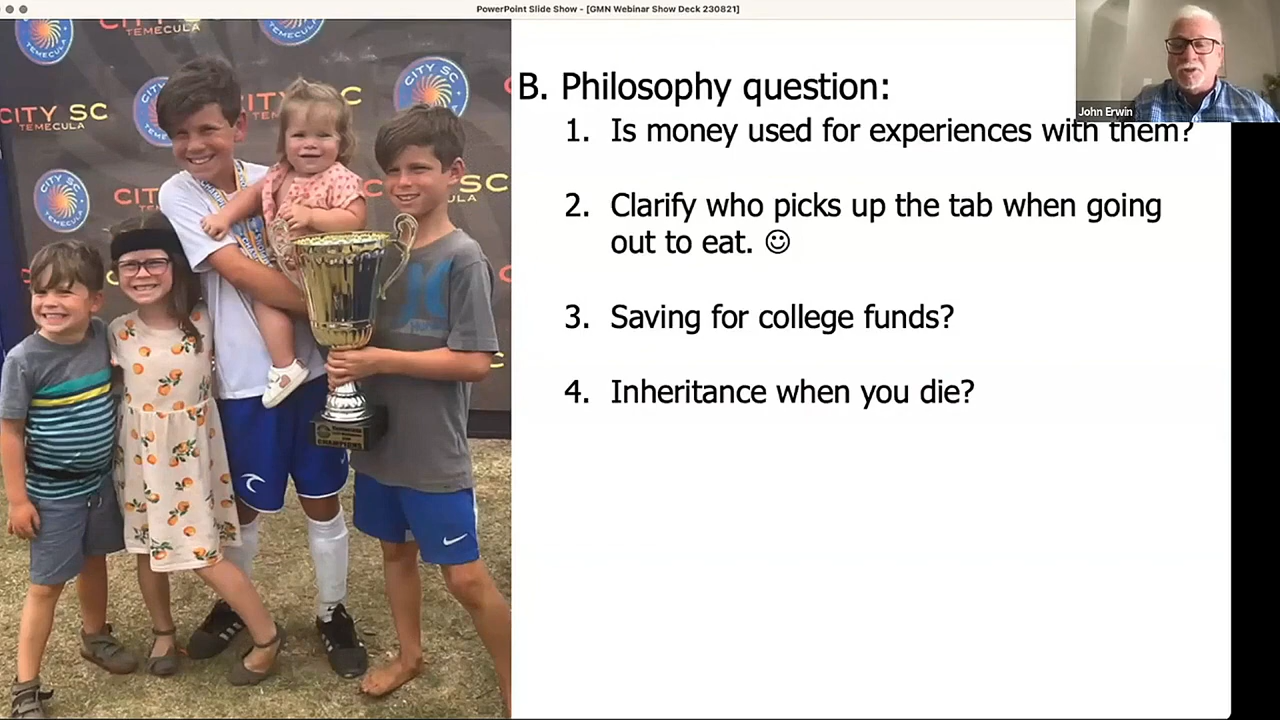 PowerPoint Slide Show - [GMN Webinar Show Deck 230821]
CITY SC
TEMECULA
TEMECULA
CITY SC
TEMECULA
CITY
CITY SC
B. Philosophy question:
1. Is money used for experiences with them?
2. Clarify who picks up the tab when going
out to eat. ☺
3. Saving for college funds?
4. Inheritance when you die?
John Erwin
CHAMPIONS